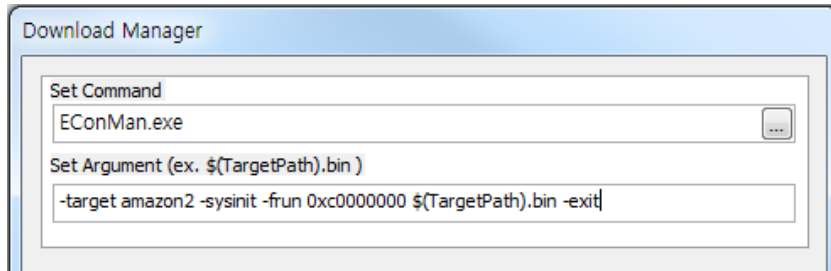 Download Manager
Set Command
EConMan.exe
...
Set Argument (ex. $(TargetPath).bin )
-target amazon2 -sysinit -frun 0xc0000000 $(TargetPath).bin -exit